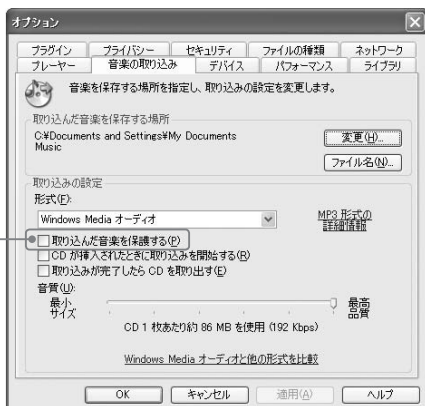 オプション
プラグイン プライバシー セキュリティ ファイルの種類 ネットワーク
プレーヤー 音楽の取り込み デバイス パフォーマンス ライブラリ
音楽を保存する場所を指定し、取り込みの設定を変更します。
取り込んだ音楽を保存する場所
C:¥Documents and Settings¥My Documents 変更(H)...
Music
ファイル名(N)...
取り込みの設定
形式(F):
Windows Media オーディオ MP3 形式の
詳細情報
取り込んだ音楽を保護する(P)
CD が挿入されたときに取り込みを開始する(R)
取り込みが完了したら CD を取り出す(E)
音質(U):
最小 最高
サイズ 品質
CD 1 枚あたり約 86 MB を使用 (192 Kbps)
Windows Media オーディオと他の形式を比較
OK キャンセル 適用(A) ヘルプ